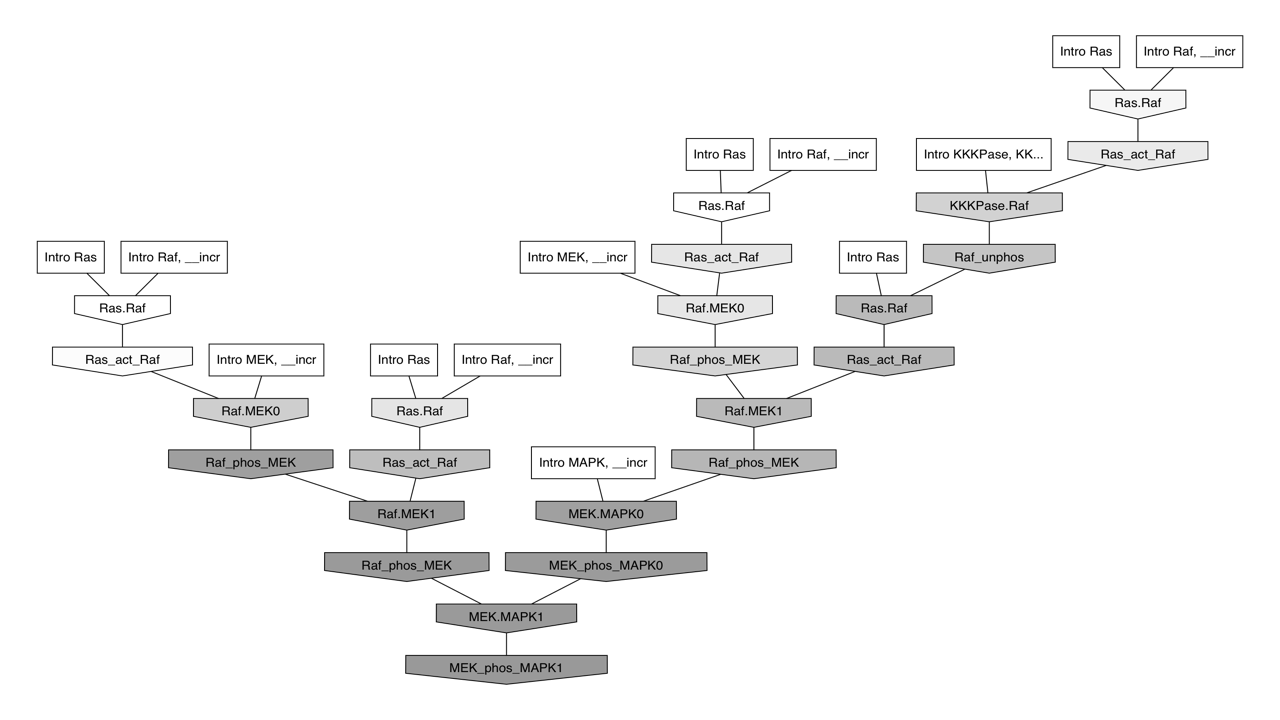 Intro Ras
Intro Raf, __incr
Ras.Raf
Intro Ras
Intro Raf, __incr
Intro KKKPase, KK...
Ras_act_Raf
Ras.Raf
KKKPase.Raf
Intro Ras
Intro Raf, __incr
Intro MEK, __incr
Ras_act_Raf
Intro Ras
Raf_unphos
Ras.Raf
Raf.MEK0
Ras.Raf
Ras_act_Raf
Intro MEK, __incr
Intro Ras
Intro Raf, __incr
Raf_phos_MEK
Ras_act_Raf
Raf.MEK0
Ras.Raf
Raf.MEK1
Raf_phos_MEK
Ras_act_Raf
Intro MAPK, __incr
Raf_phos_MEK
Raf.MEK1
MEK.MAPK0
Raf_phos_MEK
MEK_phos_MAPK0
MEK.MAPK1
MEK_phos_MAPK1